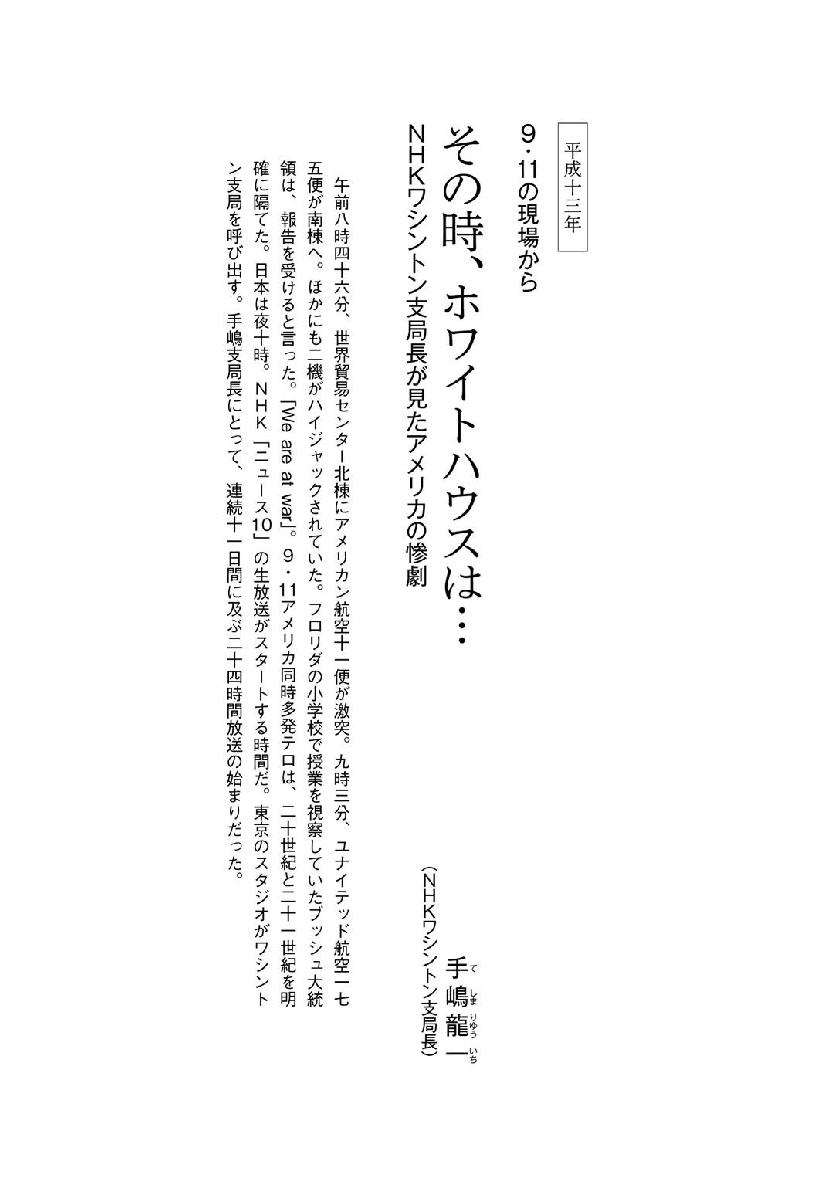 平成十三年
9・11の現場から
その時、ホワイトハウスは…
NHKワシントン支局長が見たアメリカの惨劇
手嶋龍一
てしまりゆういち
（NHKワシントン支局長）
午前八時四十六分、世界貿易センター北棟にアメリカン航空十一便が激突。九時三分、ユナイテッド航空一七
五便が南棟へ。ほかにも二機がハイジャックされていた。フロリダの小学校で授業を視察していたブッシュ大統
領は、報告を受けると言った。「We are at war」。9・11アメリカ同時多発テロは、二十世紀と二十一世紀を明
確に隔てた。日本は夜十時。NHK「ニュース10」の生放送がスタートする時間だ。東京のスタジオがワシント
ン支局を呼び出す。手嶋支局長にとって、連続十一日間に及ぶ二十四時間放送の始まりだった。